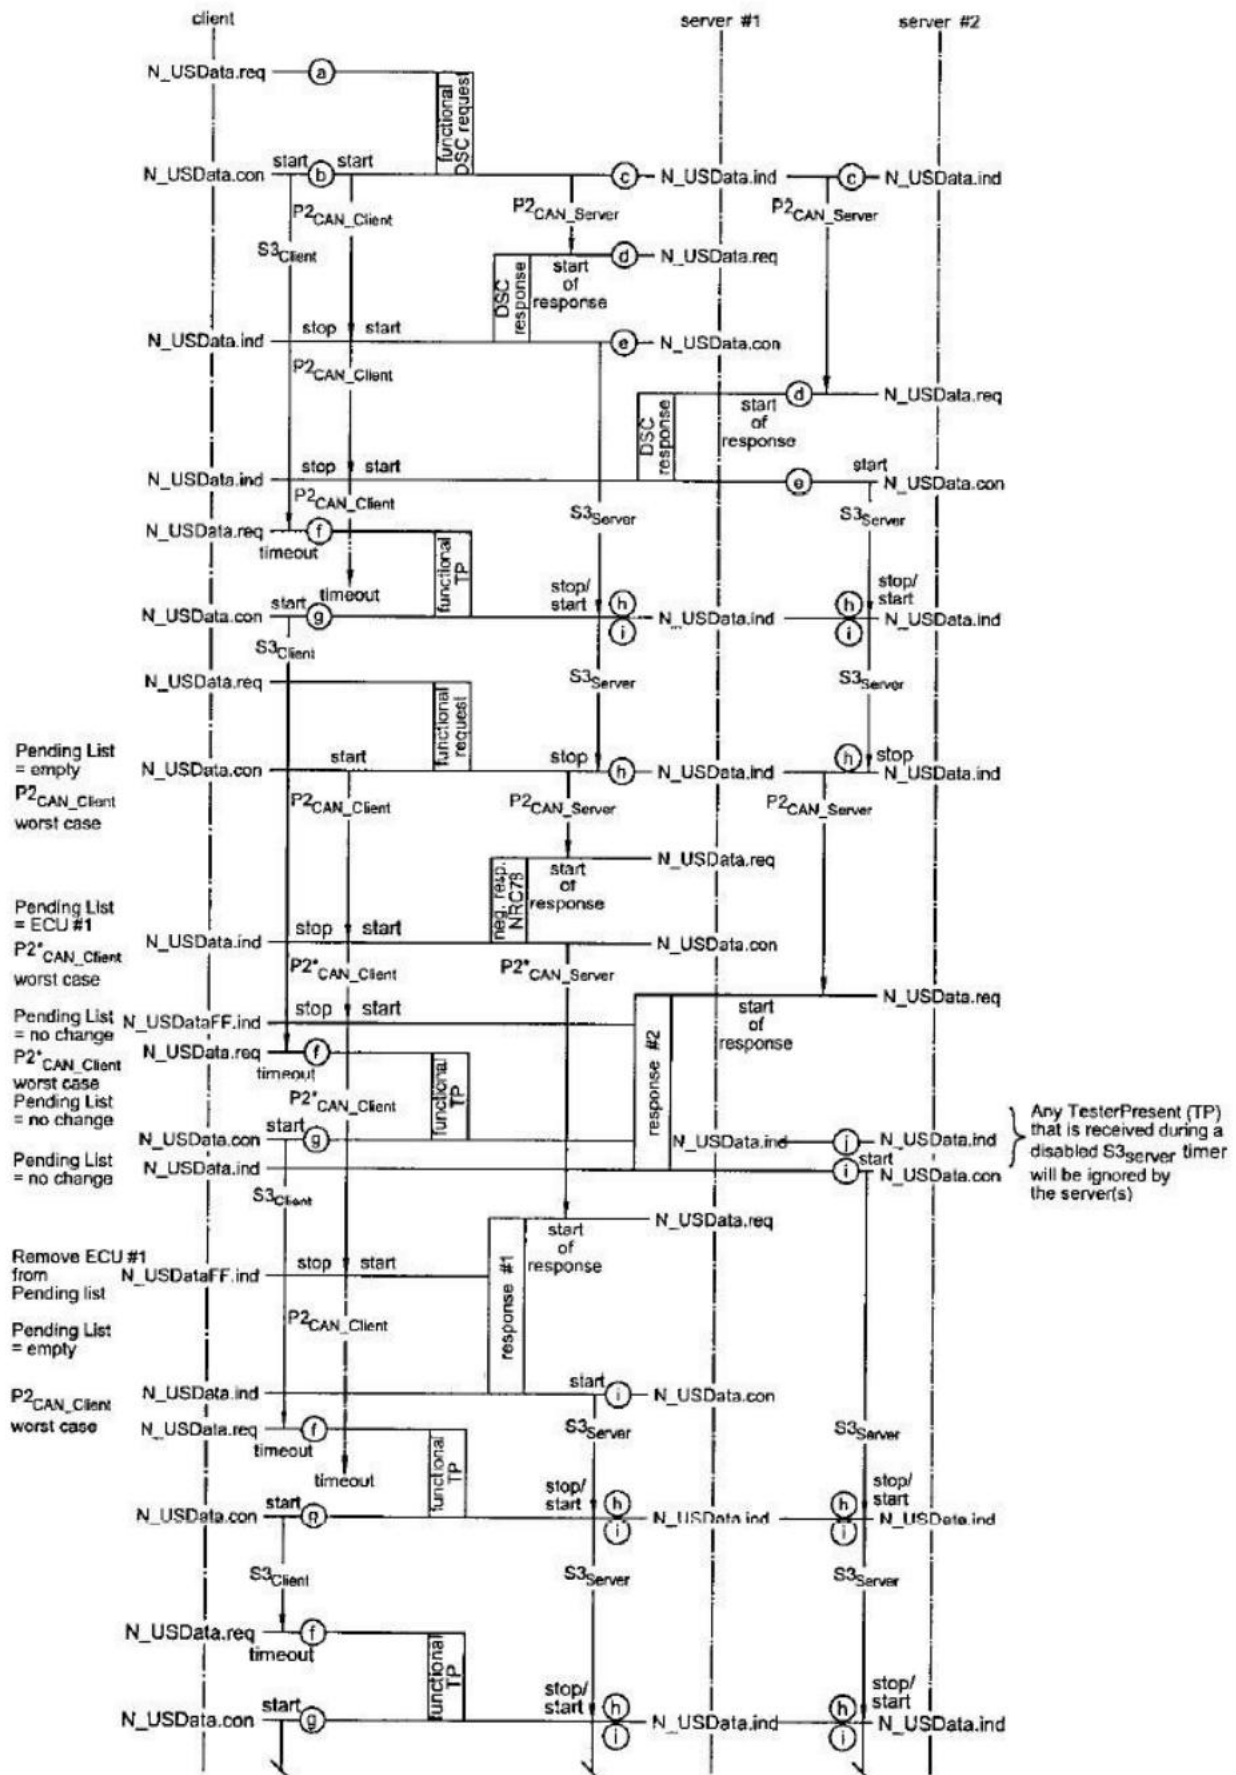 client server #1 server #2
N_USData.req a
functional DSC request
N_USData.con start b start c N_USData.ind c N_USData.ind
P2CAN_Client P2CAN_Server P2CAN_Server
S3Client
d N_USData.req
start of response
DSC response
N_USData.ind stop start e N_USData.con
P2CAN_Client
d N_USData.req
start of response
DSC response
N_USData.ind stop start e start N_USData.con
P2CAN_Client
S3Server S3Server
N_USData.req f
timeout
functional TP
timeout
N_USData.con start g stop/ start h i N_USData.ind h i stop/ start N_USData.ind
S3Client
S3Server S3Server
N_USData.req
functional request
Pending List = empty
P2CAN_Client worst case
N_USData.con start stop h N_USData.ind h stop N_USData.ind
P2CAN_Client P2CAN_Server P2CAN_Server
N_USData.req
start of response
neg. resp. NRC78
Pending List = ECU #1
P2*CAN_Client worst case
N_USData.ind stop start N_USData.con
P2*CAN_Client P2*CAN_Server
N_USData.req
start of response
response #2
Pending List = no change
N_USDataFF.ind stop start
P2*CAN_Client worst case
N_USData.req f
timeout
functional TP
P2*CAN_Client
Pending List = no change
N_USData.con start g N_USData.ind j N_USData.ind
Any TesterPresent (TP)
that is received during a
disabled S3server timer
will be ignored by
the server(s)
Pending List = no change
N_USData.ind i start N_USData.con
S3Client
N_USData.req
start of response
response #1
Remove ECU #1 from Pending list
N_USDataFF.ind stop start
P2CAN_Client
Pending List = empty
P2CAN_Client worst case
N_USData.ind start i N_USData.con
S3Server S3Server
N_USData.req f
timeout
functional TP
timeout
N_USData.con start g stop/ start h i N_USData.ind h i stop/ start N_USData.ind
S3Client S3Server S3Server
N_USData.req f
timeout
functional TP
N_USData.con start g stop/ start h i N_USData.ind h i stop/ start N_USData.ind